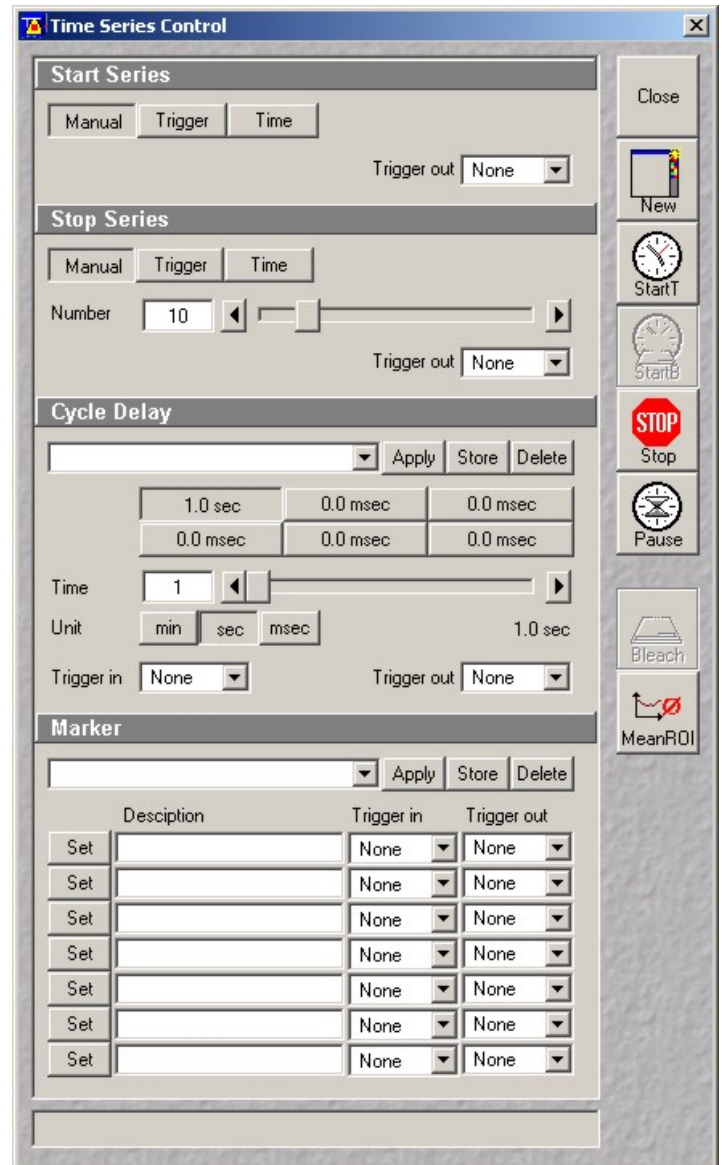 Time Series Control
Start Series
Manual Trigger Time
Trigger out None
Stop Series
Manual Trigger Time
Number 10
Trigger out None
Cycle Delay
Apply Store Delete
1.0 sec 0.0 msec 0.0 msec
0.0 msec 0.0 msec 0.0 msec
Time 1
Unit min sec msec 1.0 sec
Trigger in None Trigger out None
Marker
Apply Store Delete
Desciption Trigger in Trigger out
Set None None
Set None None
Set None None
Set None None
Set None None
Set None None
Set None None
Close
New
StartT
StartB
STOP
Stop
Pause
Bleach
MeanROI